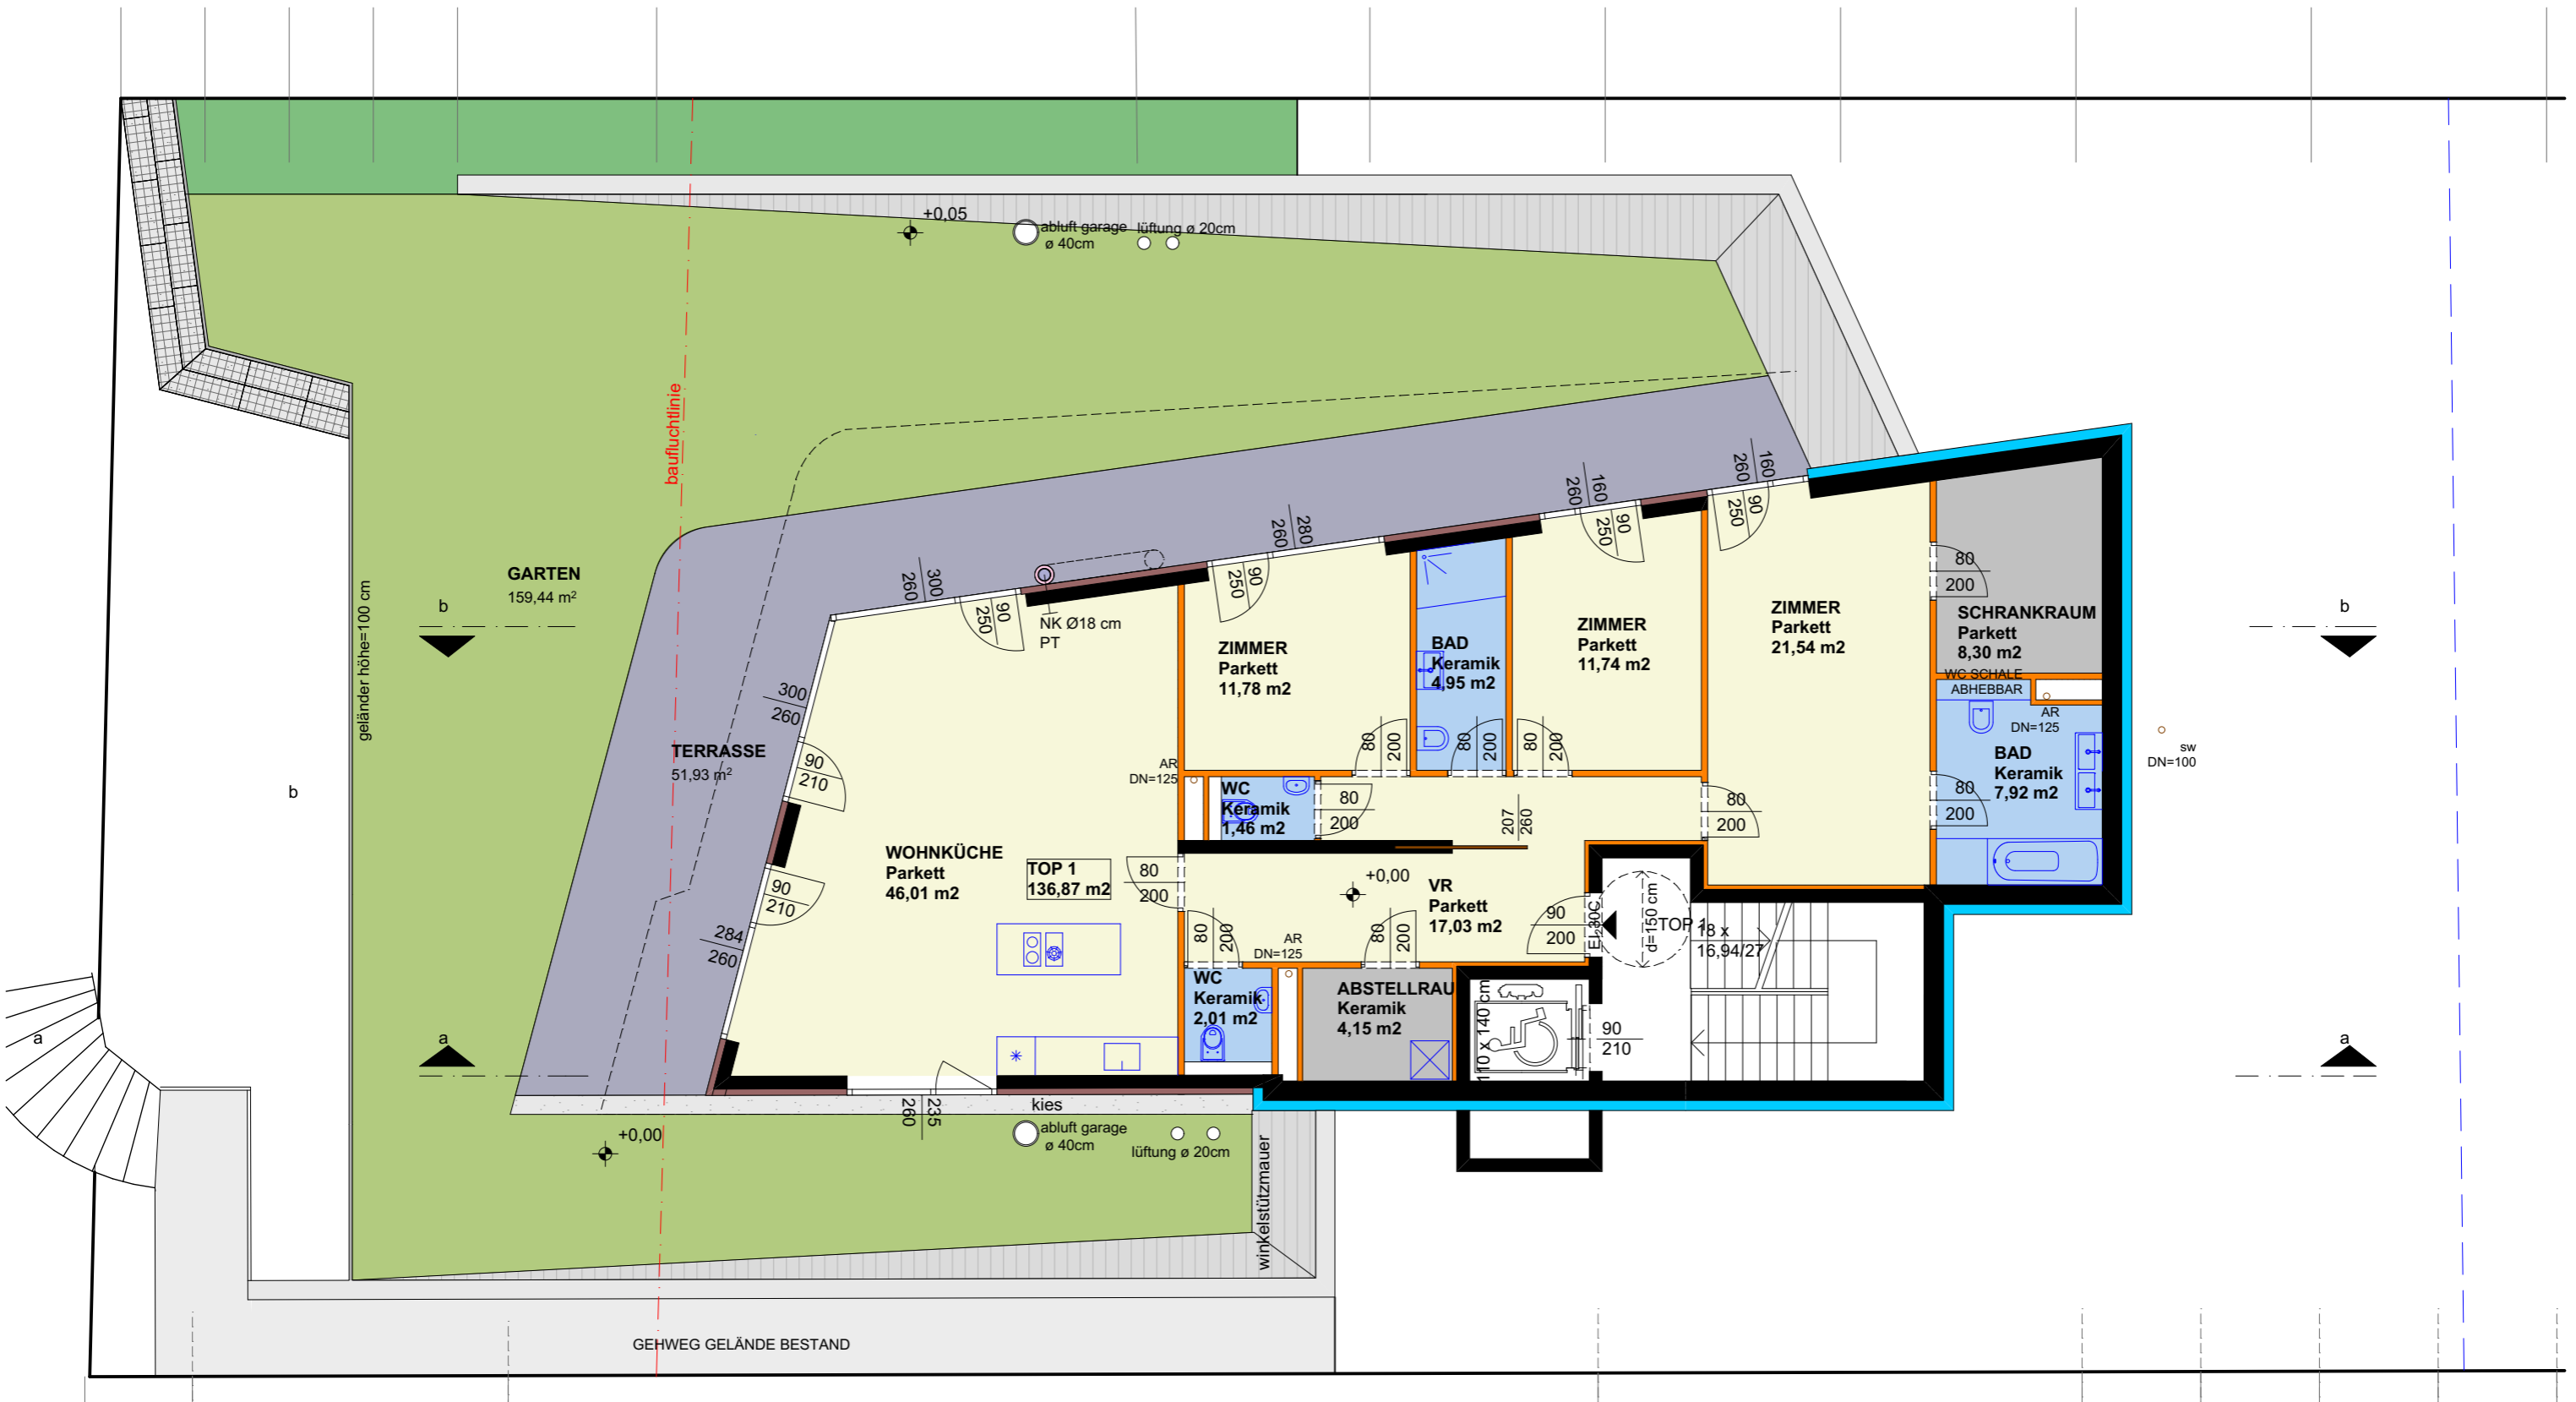 +0,05
abluft garage
ø 40cm
lüftung ø 20cm
baufluchtlinie
geländer höhe=100 cm
GARTEN
159,44 m²
b
b
b
TERRASSE
51,93 m²
300
260
90
250
NK Ø18 cm
PT
280
260
90
250
160
260
90
250
160
260
90
250
300
260
90
210
90
210
284
260
ZIMMER
Parkett
11,78 m2
BAD
Keramik
4,95 m2
ZIMMER
Parkett
11,74 m2
ZIMMER
Parkett
21,54 m2
80
200
SCHRANKRAUM
Parkett
8,30 m2
WC SCHALE
ABHEBBAR
AR
DN=125
BAD
Keramik
7,92 m2
80
200
sw
DN=100
80
200
80
200
80
200
AR
DN=125
WC
Keramik
1,46 m2
80
200
207
260
80
200
WOHNKÜCHE
Parkett
46,01 m2
TOP 1
136,87 m2
80
200
+0,00
VR
Parkett
17,03 m2
90
200
EI₂30C
d=150 cm
TOP 1
18 x
16,94/27
80
200
AR
DN=125
80
200
WC
Keramik
2,01 m2
ABSTELLRAU
Keramik
4,15 m2
110 x 140 cm
90
210
a
a
a
kies
235
260
+0,00
abluft garage
ø 40cm
lüftung ø 20cm
winkelstützmauer
GEHWEG GELÄNDE BESTAND